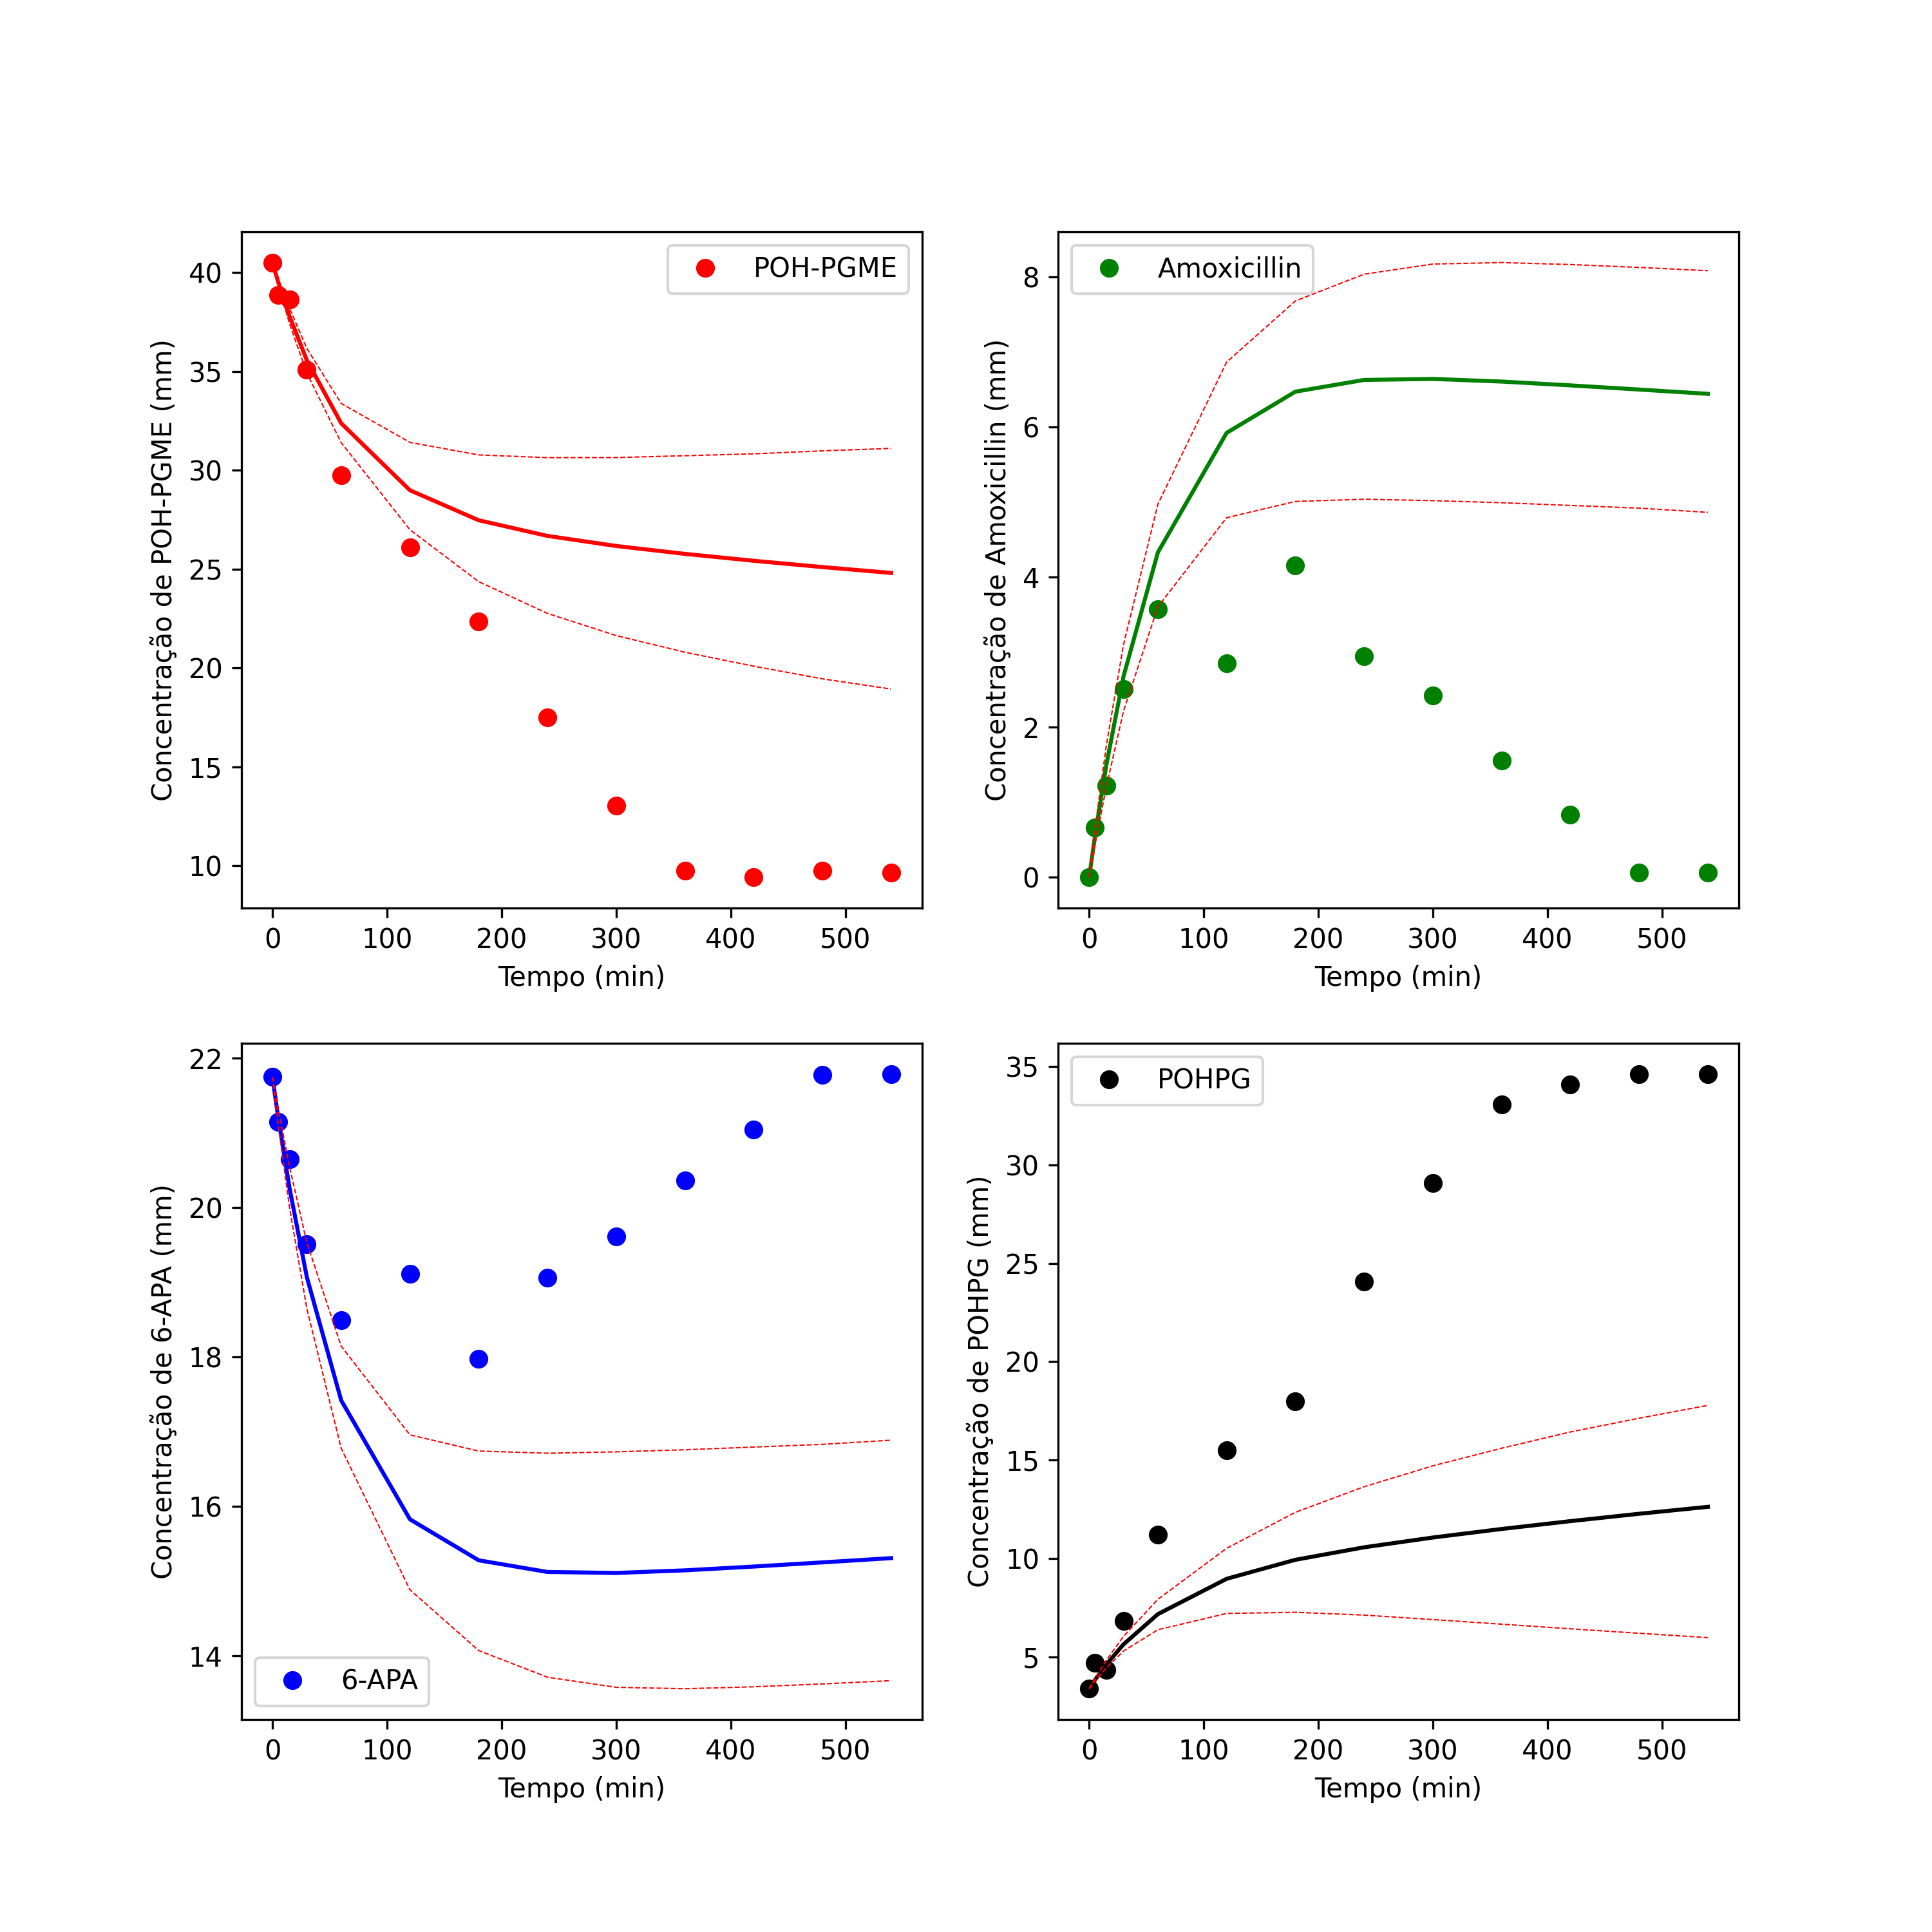 POH-PGME
Concentração de POH-PGME (mm)
40
35
30
25
20
15
10
0 100 200 300 400 500
Tempo (min)
Amoxicillin
Concentração de Amoxicillin (mm)
8
6
4
2
0
0 100 200 300 400 500
Tempo (min)
Concentração de 6-APA (mm)
22
20
18
16
14
6-APA
0 100 200 300 400 500
Tempo (min)
POHPG
Concentração de POHPG (mm)
35
30
25
20
15
10
5
0 100 200 300 400 500
Tempo (min)